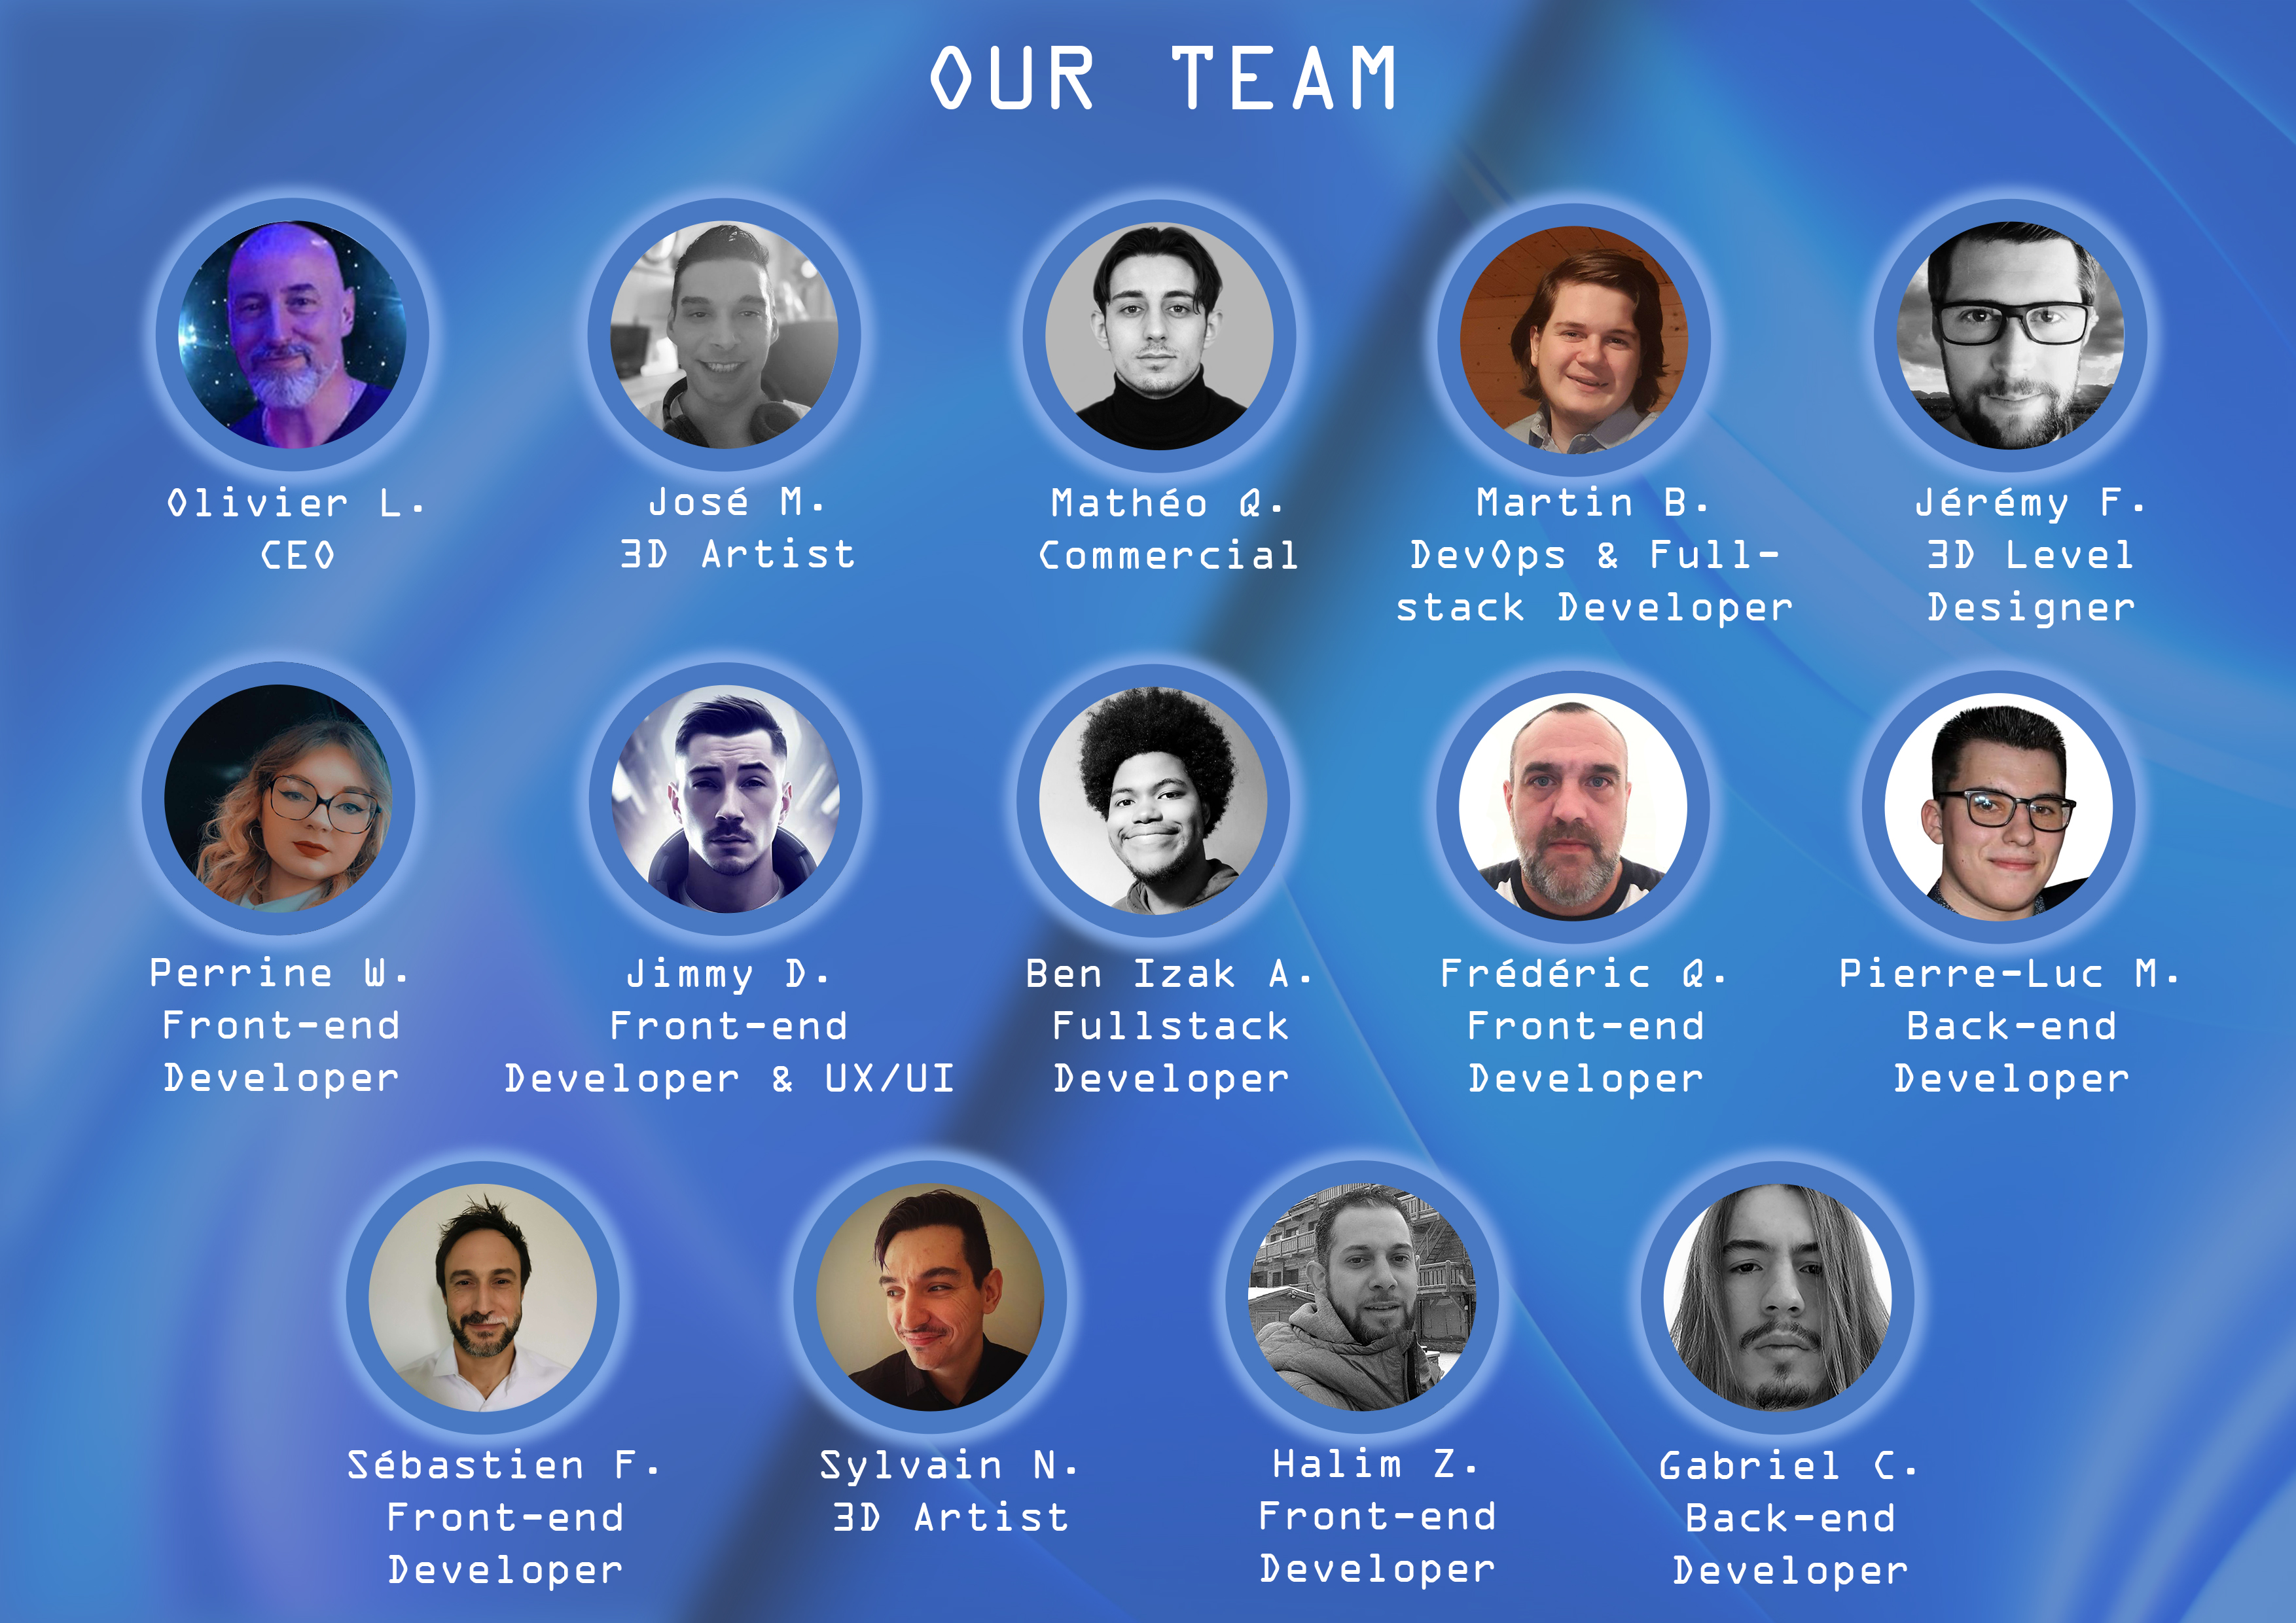 OUR TEAM
Olivier L.
CEO
José M.
3D Artist
Mathéo Q.
Commercial
Martin B.
DevOps & Full-
stack Developer
Jérémy F.
3D Level
Designer
Perrine W.
Front-end
Developer
Jimmy D.
Front-end
Developer & UX/UI
Ben Izak A.
Fullstack
Developer
Frédéric Q.
Front-end
Developer
Pierre-Luc M.
Back-end
Developer
Sébastien F.
Front-end
Developer
Sylvain N.
3D Artist
Halim Z.
Front-end
Developer
Gabriel C.
Back-end
Developer